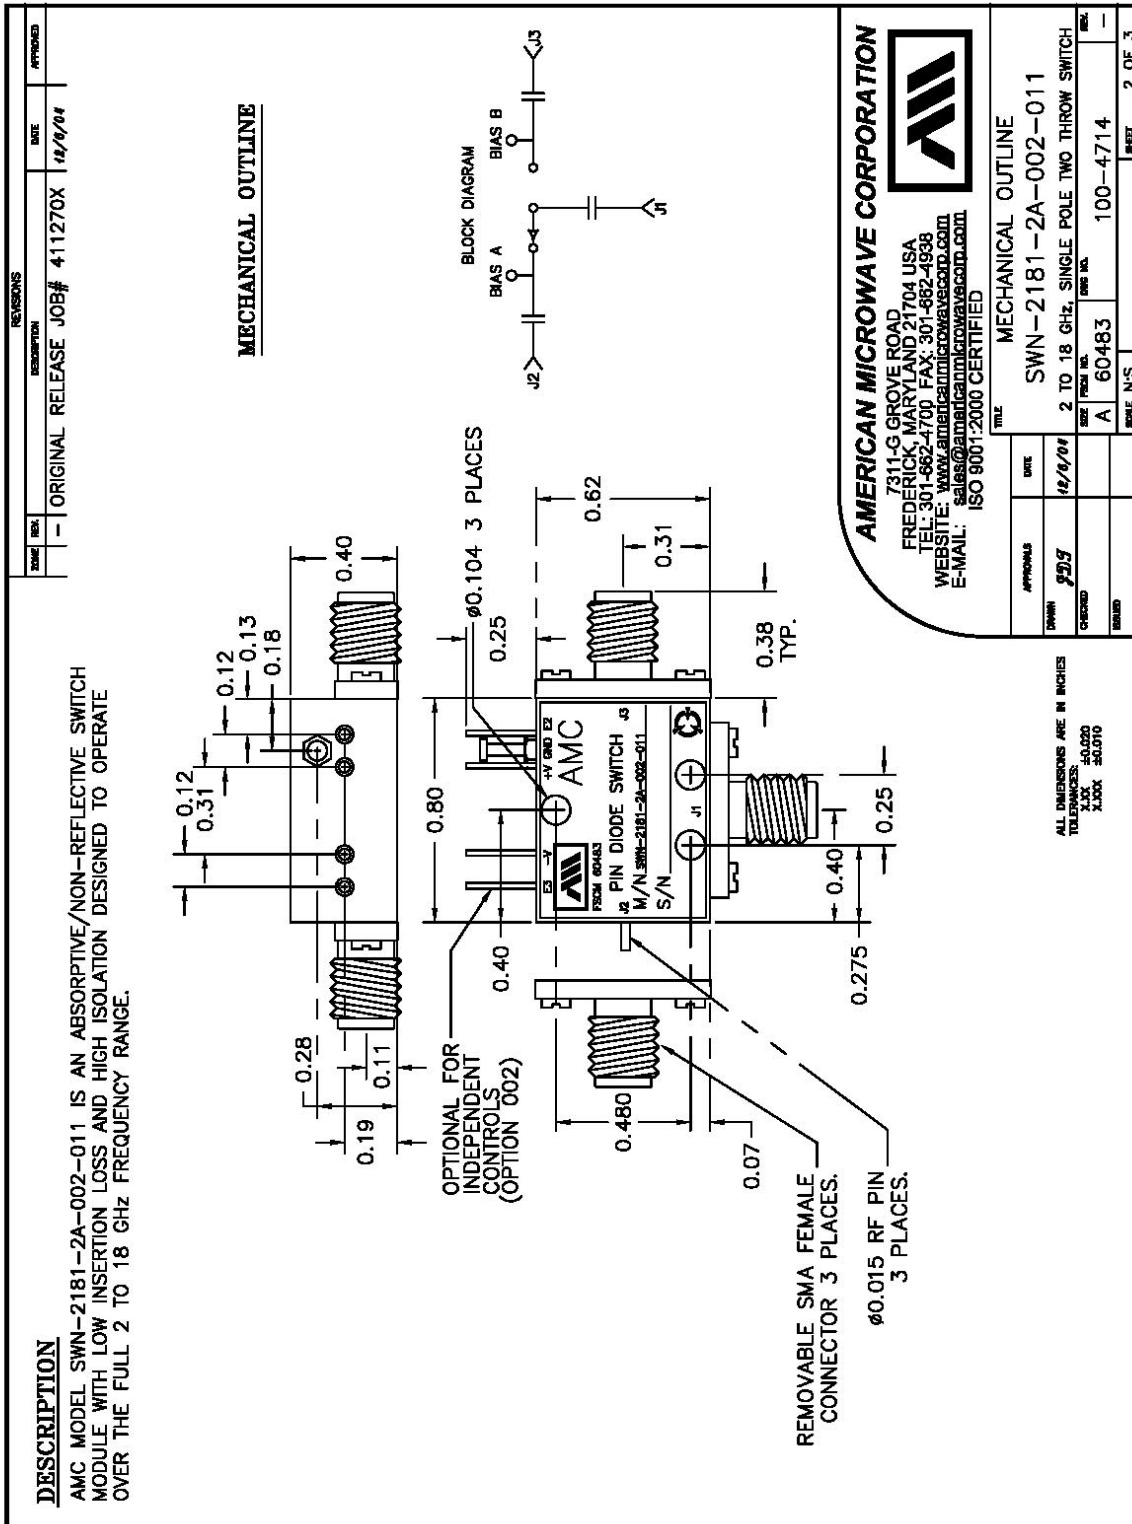 REVISIONS
ZONE REV. DESCRIPTION DATE APPROVED
– ORIGINAL RELEASE JOB# 411270X 12/6/04
DESCRIPTION
AMC MODEL SWN-2181-2A-002-011 IS AN ABSORPTIVE/NON-REFLECTIVE SWITCH
MODULE WITH LOW INSERTION LOSS AND HIGH ISOLATION DESIGNED TO OPERATE
OVER THE FULL 2 TO 18 GHz FREQUENCY RANGE.
MECHANICAL OUTLINE
0.28
0.19
0.11
0.12
0.31
0.12
0.13
0.18
0.40
BLOCK DIAGRAM
BIAS A
BIAS B
J2
J1
J3
OPTIONAL FOR
INDEPENDENT
CONTROLS
(OPTION 002)
0.40
0.80
0.25
ø0.104 3 PLACES
E3 -V +V GND E2
AMC
FSCM 60483
J2 PIN DIODE SWITCH J3
M/N SWN-2181-2A-002-011
S/N
J1
0.62
0.31
0.38
TYP.
0.480
0.07
0.275
0.40
0.25
REMOVABLE SMA FEMALE
CONNECTOR 3 PLACES.
ø0.015 RF PIN
3 PLACES.
ALL DIMENSIONS ARE IN INCHES
TOLERANCES:
X.XX ±0.020
X.XXX ±0.010
AMERICAN MICROWAVE CORPORATION
7311-G GROVE ROAD
FREDERICK, MARYLAND 21704 USA
TEL: 301-662-4700 FAX: 301-662-4938
WEBSITE: www.americanmicrowavecorp.com
E-MAIL: sales@americanmicrowavecorp.com
ISO 9001:2000 CERTIFIED
APPROVALS DATE
DRAWN 12/6/04
CHECKED
ISSUED
TITLE
MECHANICAL OUTLINE
SWN-2181-2A-002-011
2 TO 18 GHz, SINGLE POLE TWO THROW SWITCH
SIZE FSCM NO. DWG NO. REV.
A 60483 100-4714 –
SCALE N:S SHEET 2 OF 3